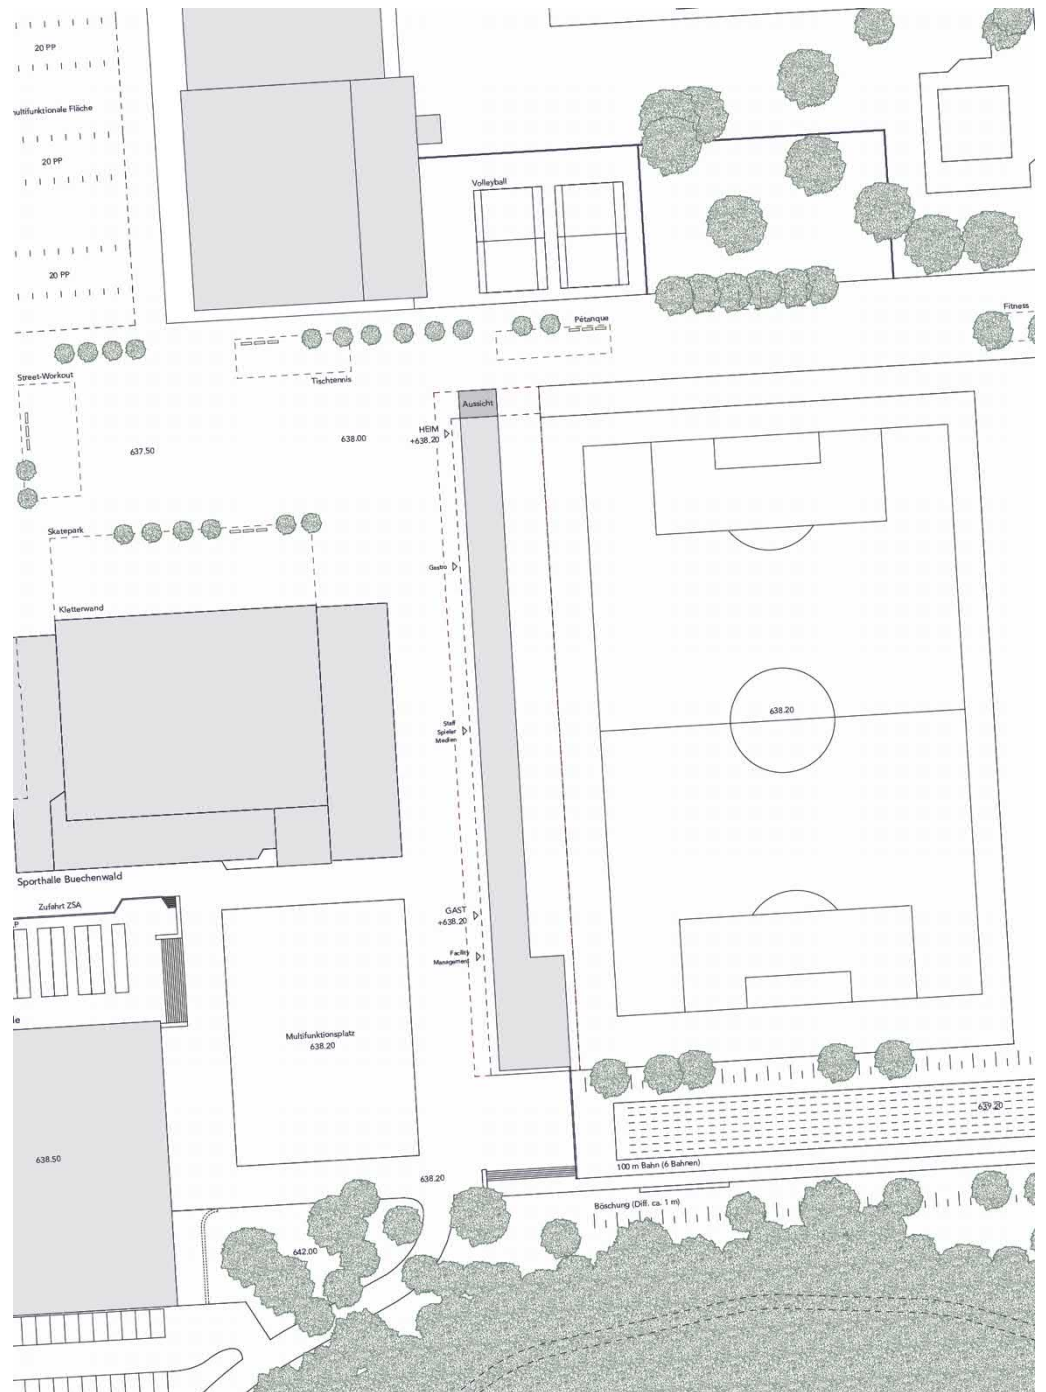 20 PP
multifunktionale Fläche
20 PP
Volleyball
20 PP
Fitness
Pétanque
Street-Workout
Tischtennis
Aussicht
HEIM
+638.20
638.00
637.50
Skatepark
Gastro
Kletterwand
638.20
Staff
Spieler
Medien
Sporthalle Buechenwald
Zufahrt ZSA
GAST
+638.20
Facility
Management
Multifunktionsplatz
638.20
639.20
638.50
100 m Bahn (6 Bahnen)
638.20
Böschung (Diff. ca. 1 m)
642.00